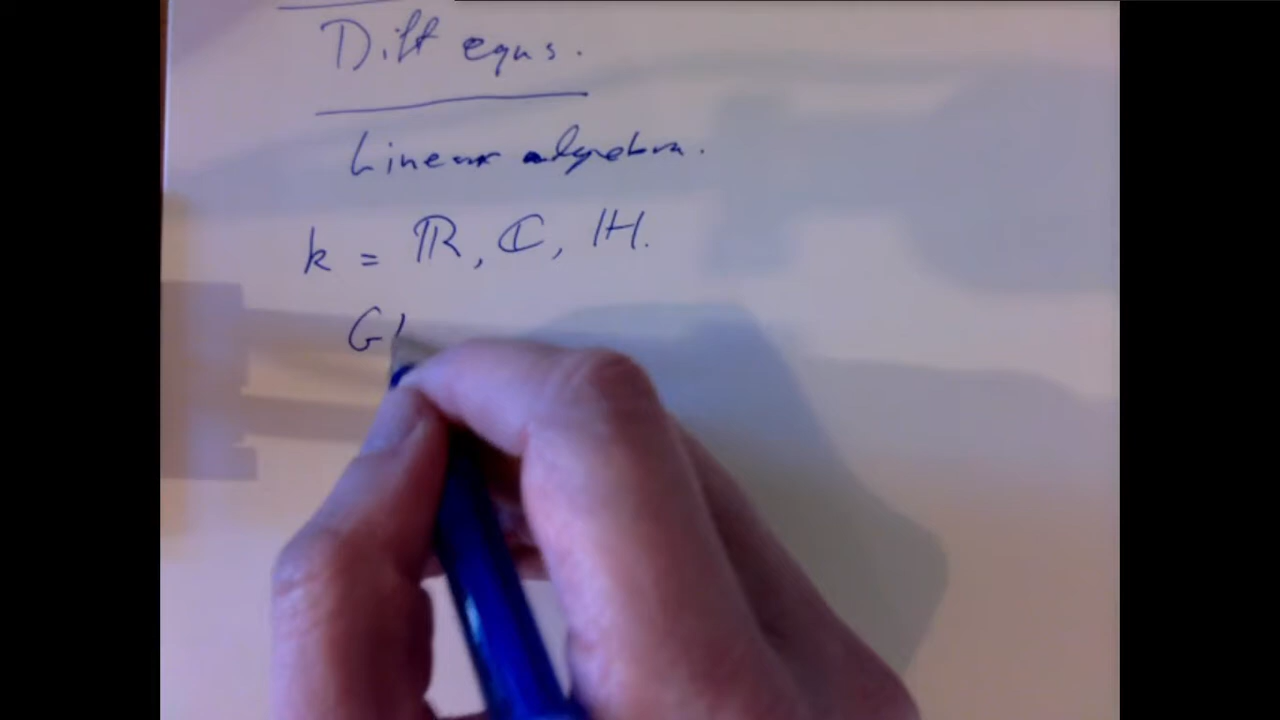 Diff eqns.
Linear algebra.
k = ℝ, ℂ, ℍ.
Gl